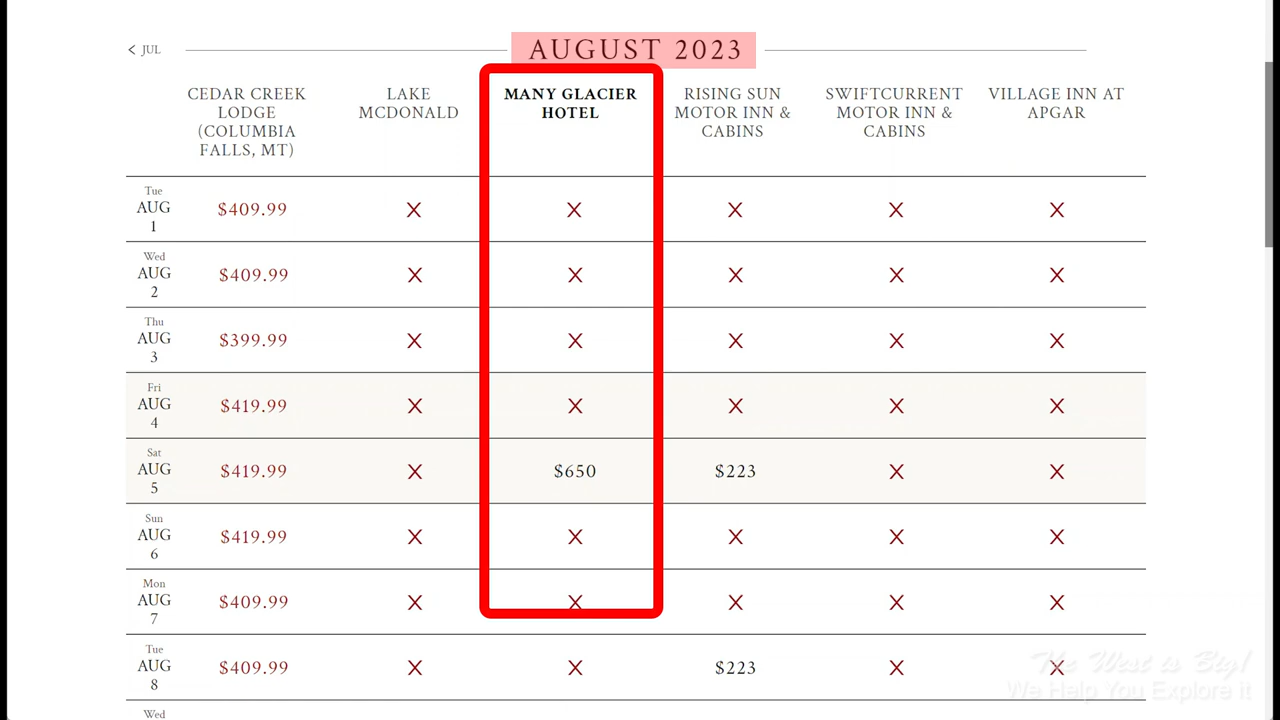 < JUL
AUGUST 2023
CEDAR CREEK
LODGE
(COLUMBIA
FALLS, MT)
LAKE
MCDONALD
MANY GLACIER
HOTEL
RISING SUN
MOTOR INN &
CABINS
SWIFTCURRENT
MOTOR INN &
CABINS
VILLAGE INN AT
APGAR
Tue
AUG
1
$409.99 X X X X X
Wed
AUG
2
$409.99 X X X X X
Thu
AUG
3
$399.99 X X X X X
Fri
AUG
4
$419.99 X X X X X
Sat
AUG
5
$419.99 X $650 $223 X X
Sun
AUG
6
$419.99 X X X X X
Mon
AUG
7
$409.99 X X X X X
Tue
AUG
8
$409.99 X X $223 X X
Wed
The West is Big!
We Help You Explore it